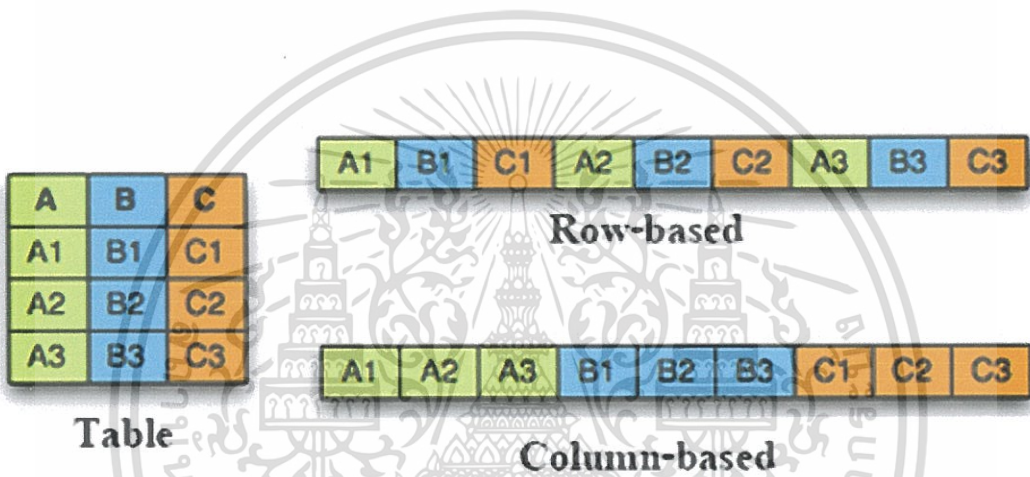 A B C
A1 B1 C1
A2 B2 C2
A3 B3 C3
Table
A1 B1 C1 A2 B2 C2 A3 B3 C3
Row-based
A1 A2 A3 B1 B2 B3 C1 C2 C3
Column-based